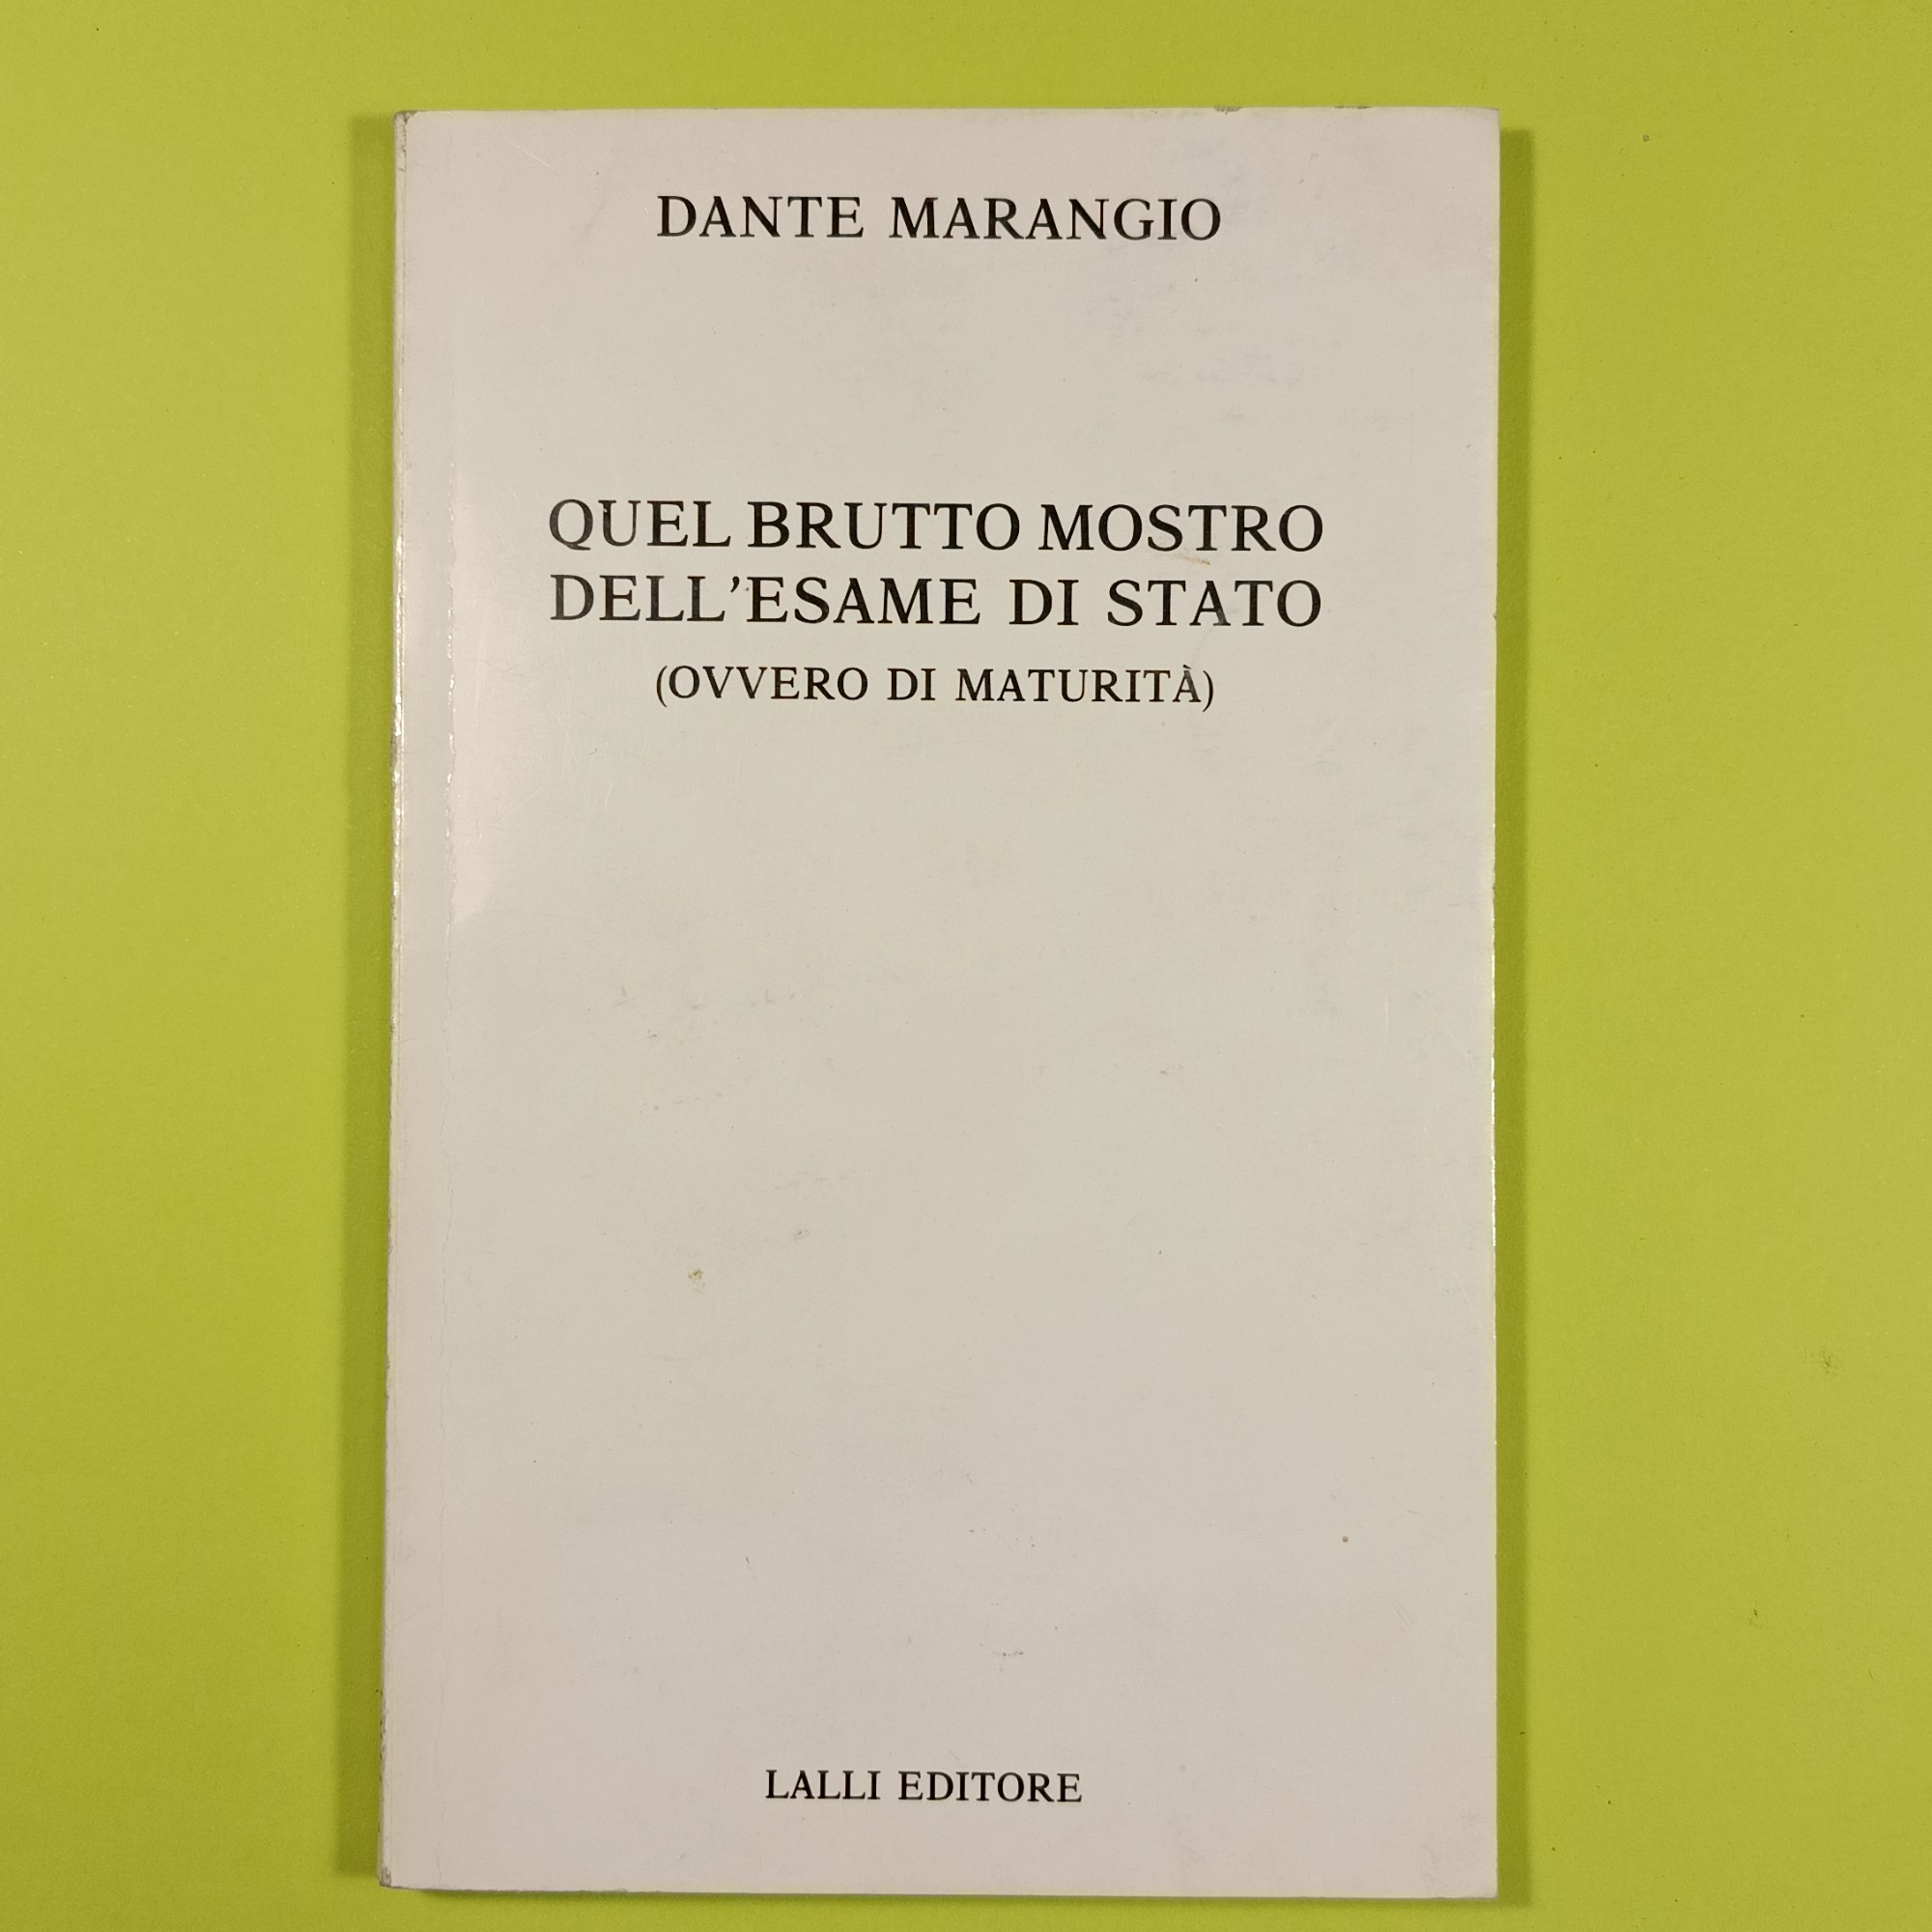 DANTE MARANGIO
QUEL BRUTTO MOSTRO
DELL'ESAME DI STATO
(OVVERO DI MATURITÀ)
LALLI EDITORE